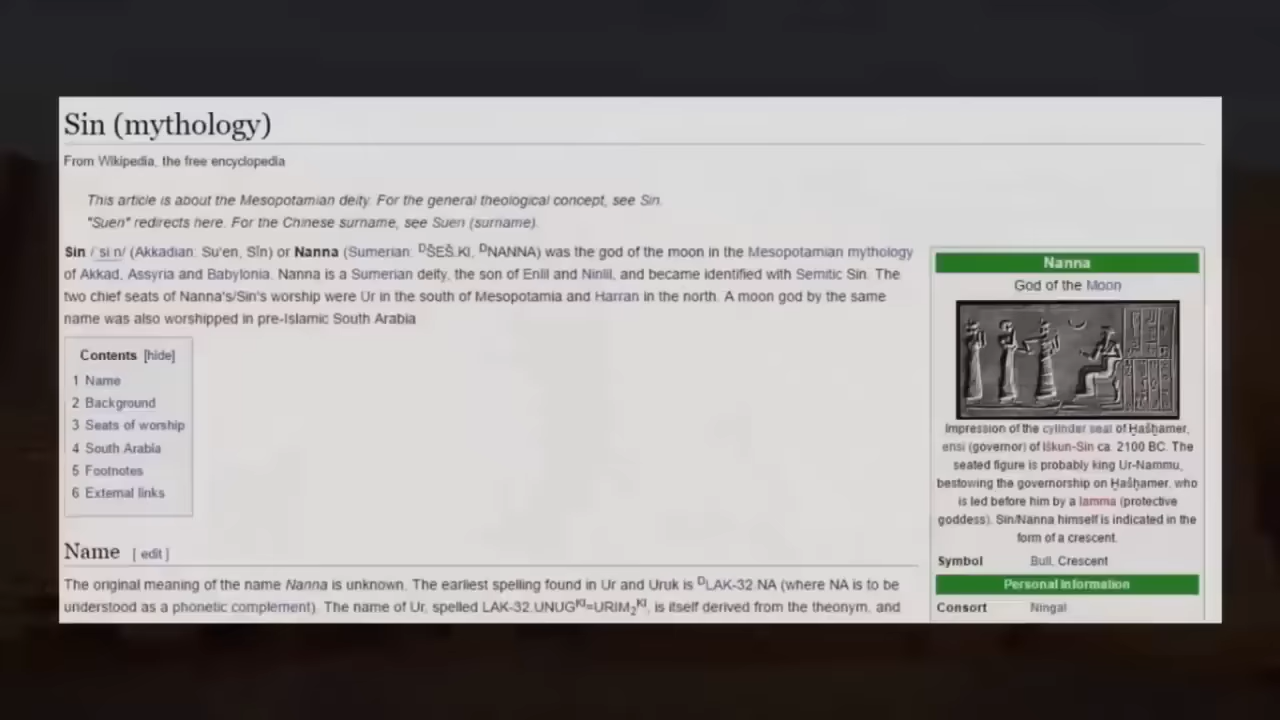 Sin (mythology)
From Wikipedia, the free encyclopedia
This article is about the Mesopotamian deity. For the general theological concept, see Sin.
"Suen" redirects here. For the Chinese surname, see Suen (surname).
Sin /ˈsiːn/ (Akkadian: Su'en, Sîn) or Nanna (Sumerian: DŠEŠ.KI, DNANNA) was the god of the moon in the Mesopotamian mythology
of Akkad, Assyria and Babylonia. Nanna is a Sumerian deity, the son of Enlil and Ninlil, and became identified with Semitic Sin. The
two chief seats of Nanna's/Sin's worship were Ur in the south of Mesopotamia and Harran in the north. A moon god by the same
name was also worshipped in pre-Islamic South Arabia
Contents [hide]
1 Name
2 Background
3 Seats of worship
4 South Arabia
5 Footnotes
6 External links
Name [ edit ]
The original meaning of the name Nanna is unknown. The earliest spelling found in Ur and Uruk is DLAK-32.NA (where NA is to be
understood as a phonetic complement). The name of Ur, spelled LAK-32.UNUGKI=URIM2KI, is itself derived from the theonym, and
Nanna
God of the Moon
Impression of the cylinder seal of Ḫašḫamer,
ensi (governor) of Iškun-Sin ca. 2100 BC. The
seated figure is probably king Ur-Nammu,
bestowing the governorship on Ḫašḫamer, who
is led before him by a lamma (protective
goddess). Sin/Nanna himself is indicated in the
form of a crescent.
Symbol Bull, Crescent
Personal Information
Consort Ningal